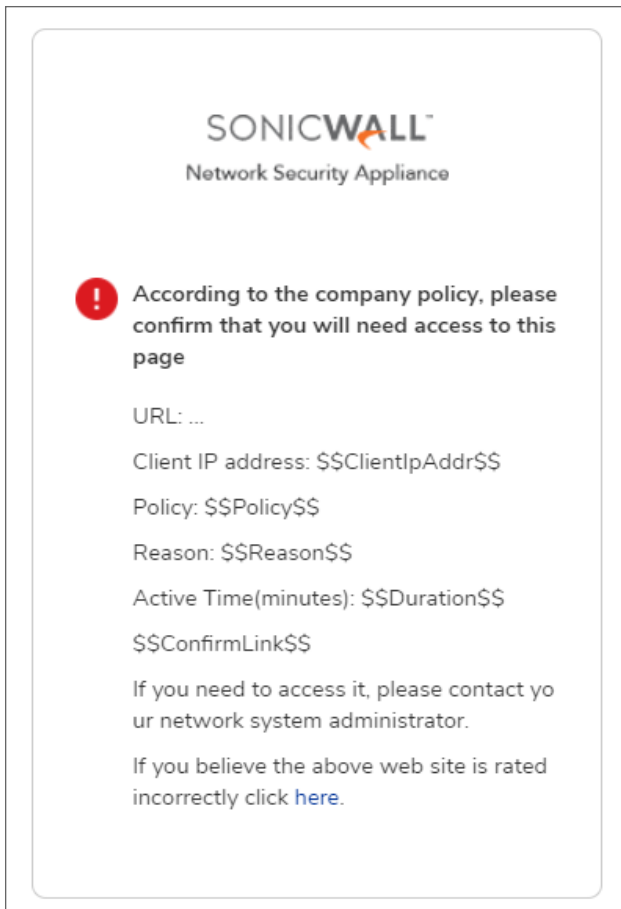 SONICWALL™
Network Security Appliance
According to the company policy, please
confirm that you will need access to this
page
URL: ...
Client IP address: $$ClientIpAddr$$
Policy: $$Policy$$
Reason: $$Reason$$
Active Time(minutes): $$Duration$$
$$ConfirmLink$$
If you need to access it, please contact yo
ur network system administrator.
If you believe the above web site is rated
incorrectly click here.